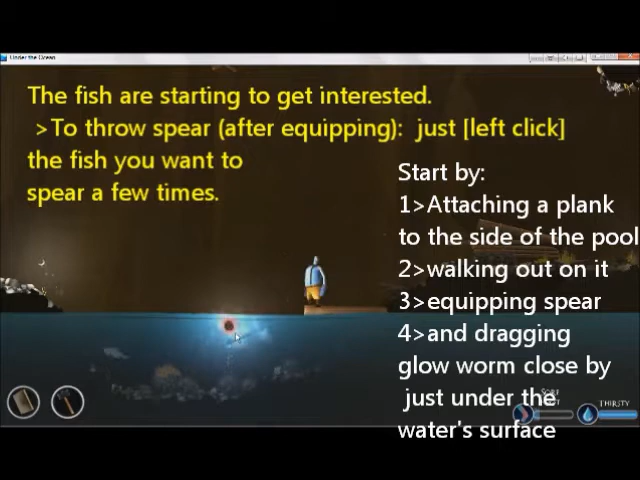 Under the Ocean
The fish are starting to get interested.
>To throw spear (after equipping): just [left click]
the fish you want to
spear a few times.
Start by:
1>Attaching a plank
to the side of the pool
2>walking out on it
3>equipping spear
4>and dragging
glow worm close by
just under the
water's surface
THIRSTY